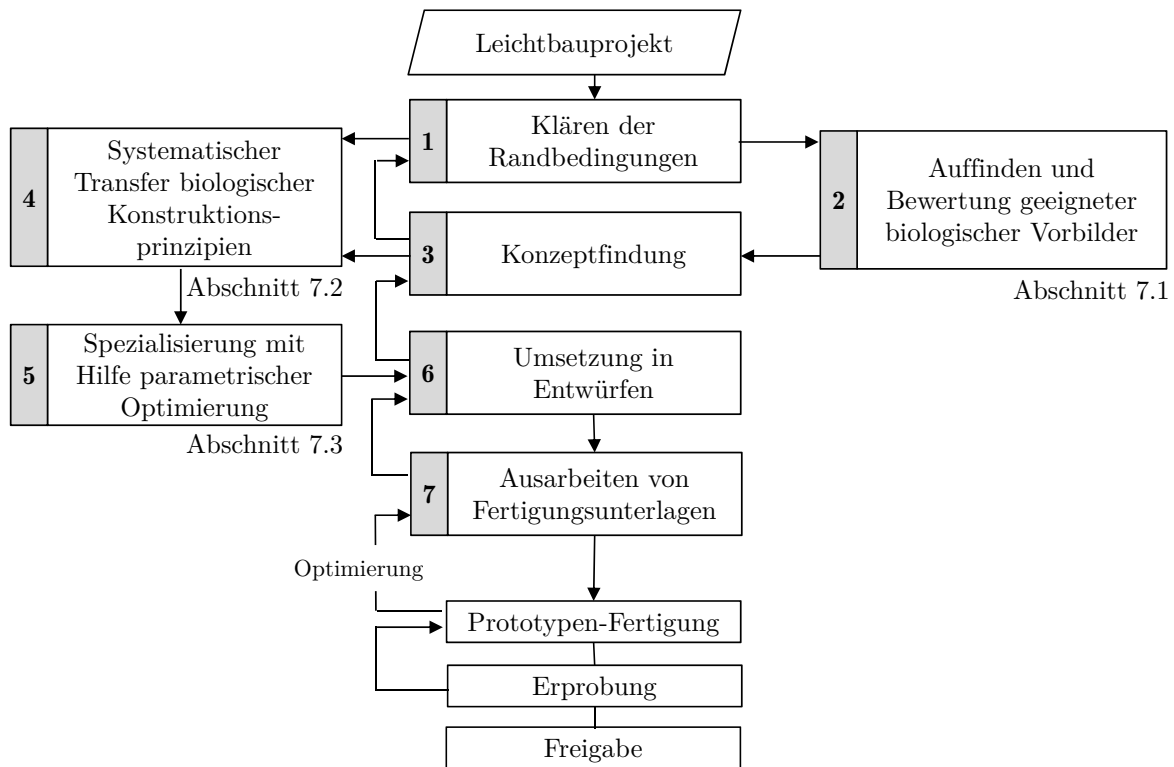 Leichtbauprojekt
1
Klären der
Randbedingungen
2
Auffinden und
Bewertung geeigneter
biologischer Vorbilder
Abschnitt 7.1
3
Konzeptfindung
4
Systematischer
Transfer biologischer
Konstruktions-
prinzipien
Abschnitt 7.2
5
Spezialisierung mit
Hilfe parametrischer
Optimierung
Abschnitt 7.3
6
Umsetzung in
Entwürfen
7
Ausarbeiten von
Fertigungsunterlagen
Optimierung
Prototypen-Fertigung
Erprobung
Freigabe